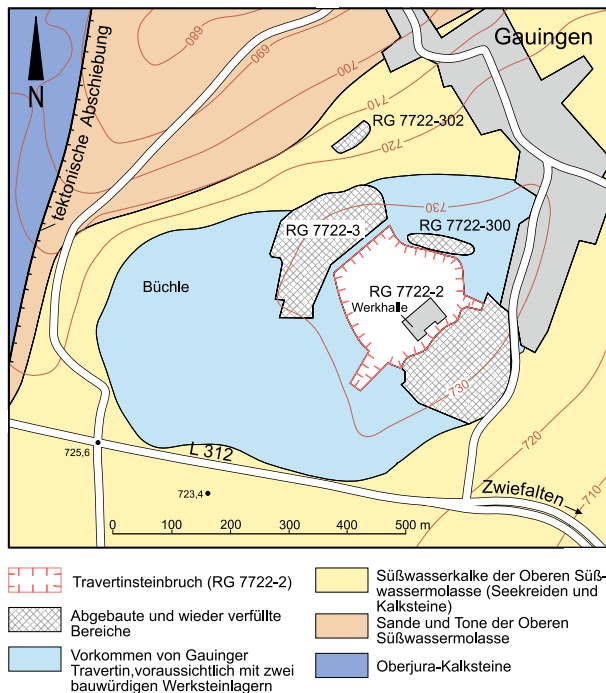 Gauingen
N
tektonische Abschiebung
680
690
700
710
720
RG 7722-302
730
RG 7722-3
RG 7722-300
RG 7722-2
Werkhalle
Büchle
730
L 312
725,6
723,4
720
710
Zwiefalten
0 100 200 300 400 500 m
Travertinsteinbruch (RG 7722-2)
Abgebaute und wieder verfüllte
Bereiche
Vorkommen von Gauinger
Travertin,voraussichtlich mit zwei
bauwürdigen Werksteinlagern
Süßwasserkalke der Oberen Süß-
wassermolasse (Seekreiden und
Kalksteine)
Sande und Tone der Oberen
Süßwassermolasse
Oberjura-Kalksteine